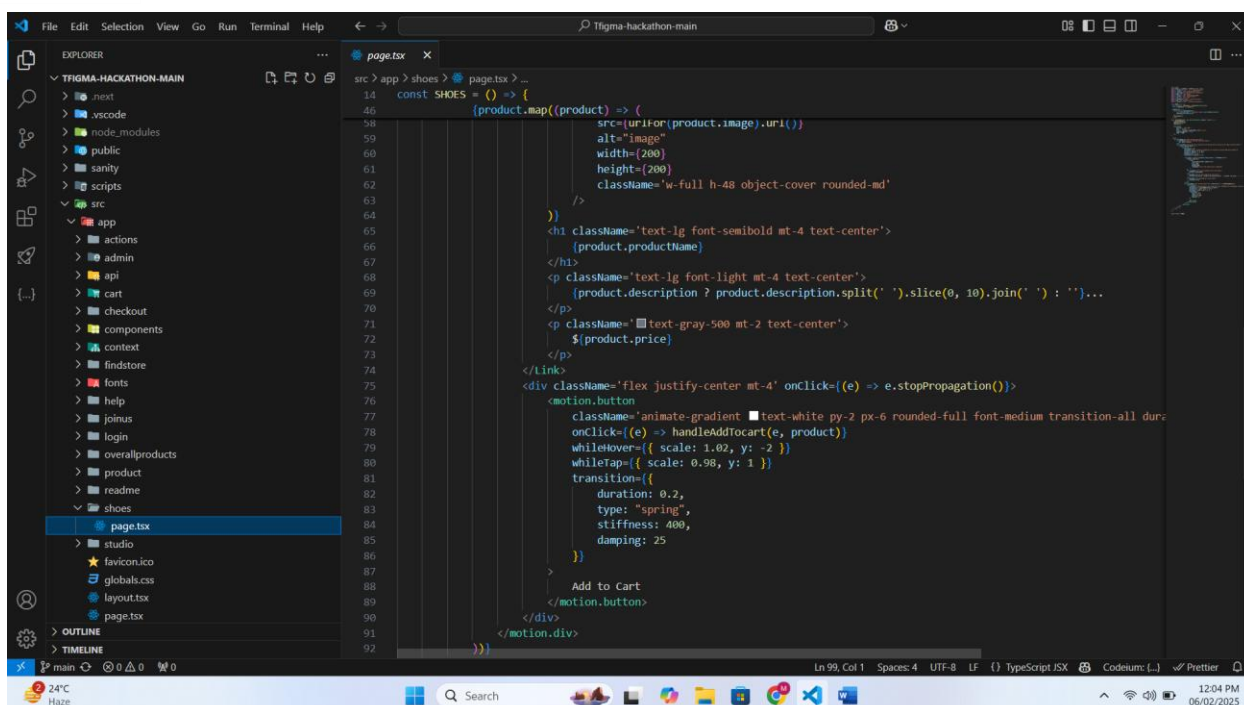 File Edit Selection View Go Run Terminal Help
Tfigma-hackathon-main
EXPLORER
TFIGMA-HACKATHON-MAIN
.next
.vscode
node_modules
public
sanity
scripts
src
app
actions
admin
api
cart
checkout
components
context
findstore
fonts
help
joinus
login
overallproducts
product
readme
shoes
page.tsx
studio
favicon.ico
globals.css
layout.tsx
page.tsx
OUTLINE
TIMELINE
page.tsx
src > app > shoes > page.tsx > ...
14 const SHOES = () => {
46 {product.map((product) => (
58 src={urlFor(product.image).url()}
59 alt="image"
60 width={200}
61 height={200}
62 className='w-full h-48 object-cover rounded-md'
63 />
64 )}
65 <h1 className='text-lg font-semibold mt-4 text-center'>
66 {product.productName}
67 </h1>
68 <p className='text-lg font-light mt-4 text-center'>
69 {product.description ? product.description.split(' ').slice(0, 10).join(' ') : ''}...
70 </p>
71 <p className='text-gray-500 mt-2 text-center'>
72 ${product.price}
73 </p>
74 </Link>
75 <div className='flex justify-center mt-4' onClick={(e) => e.stopPropagation()}>
76 <motion.button
77 className='animate-gradient text-white py-2 px-6 rounded-full font-medium transition-all dura
78 onClick={(e) => handleAddTocart(e, product)}
79 whileHover={{ scale: 1.02, y: -2 }}
80 whileTap={{ scale: 0.98, y: 1 }}
81 transition={{
82 duration: 0.2,
83 type: "spring",
84 stiffness: 400,
85 damping: 25
86 }}
87 >
88 Add to Cart
89 </motion.button>
90 </div>
91 </motion.div>
92 ))}
main 0 0 0 Ln 99, Col 1 Spaces: 4 UTF-8 LF {} TypeScript JSX Codeium: {...} Prettier
2
24°C
Haze
Search
12:04 PM
06/02/2025